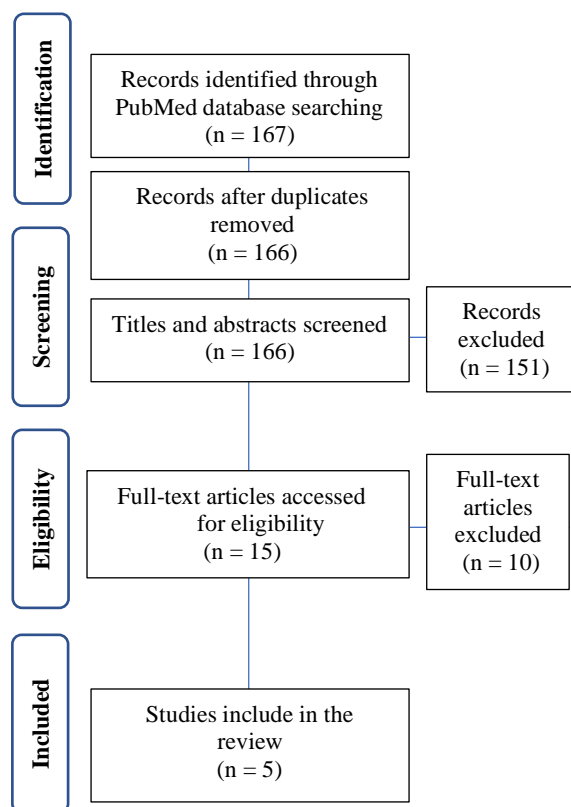 Identification
Records identified through
PubMed database searching
(n = 167)
Records after duplicates
removed
(n = 166)
Screening
Titles and abstracts screened
(n = 166)
Records
excluded
(n = 151)
Eligibility
Full-text articles accessed
for eligibility
(n = 15)
Full-text
articles
excluded
(n = 10)
Included
Studies include in the
review
(n = 5)